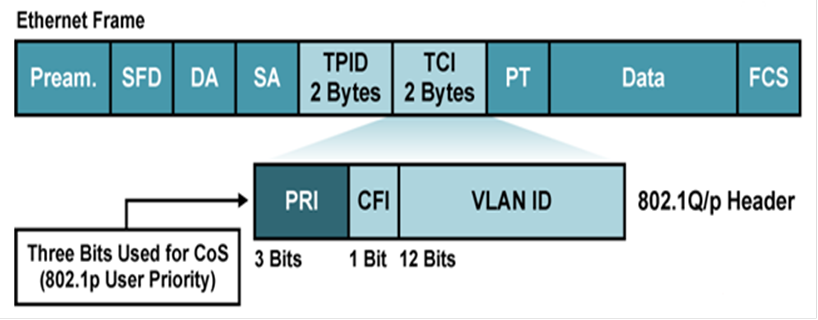 Ethernet Frame
Pream. SFD DA SA TPID 2 Bytes TCI 2 Bytes PT Data FCS
PRI CFI VLAN ID 802.1Q/p Header
3 Bits 1 Bit 12 Bits
Three Bits Used for CoS
(802.1p User Priority)